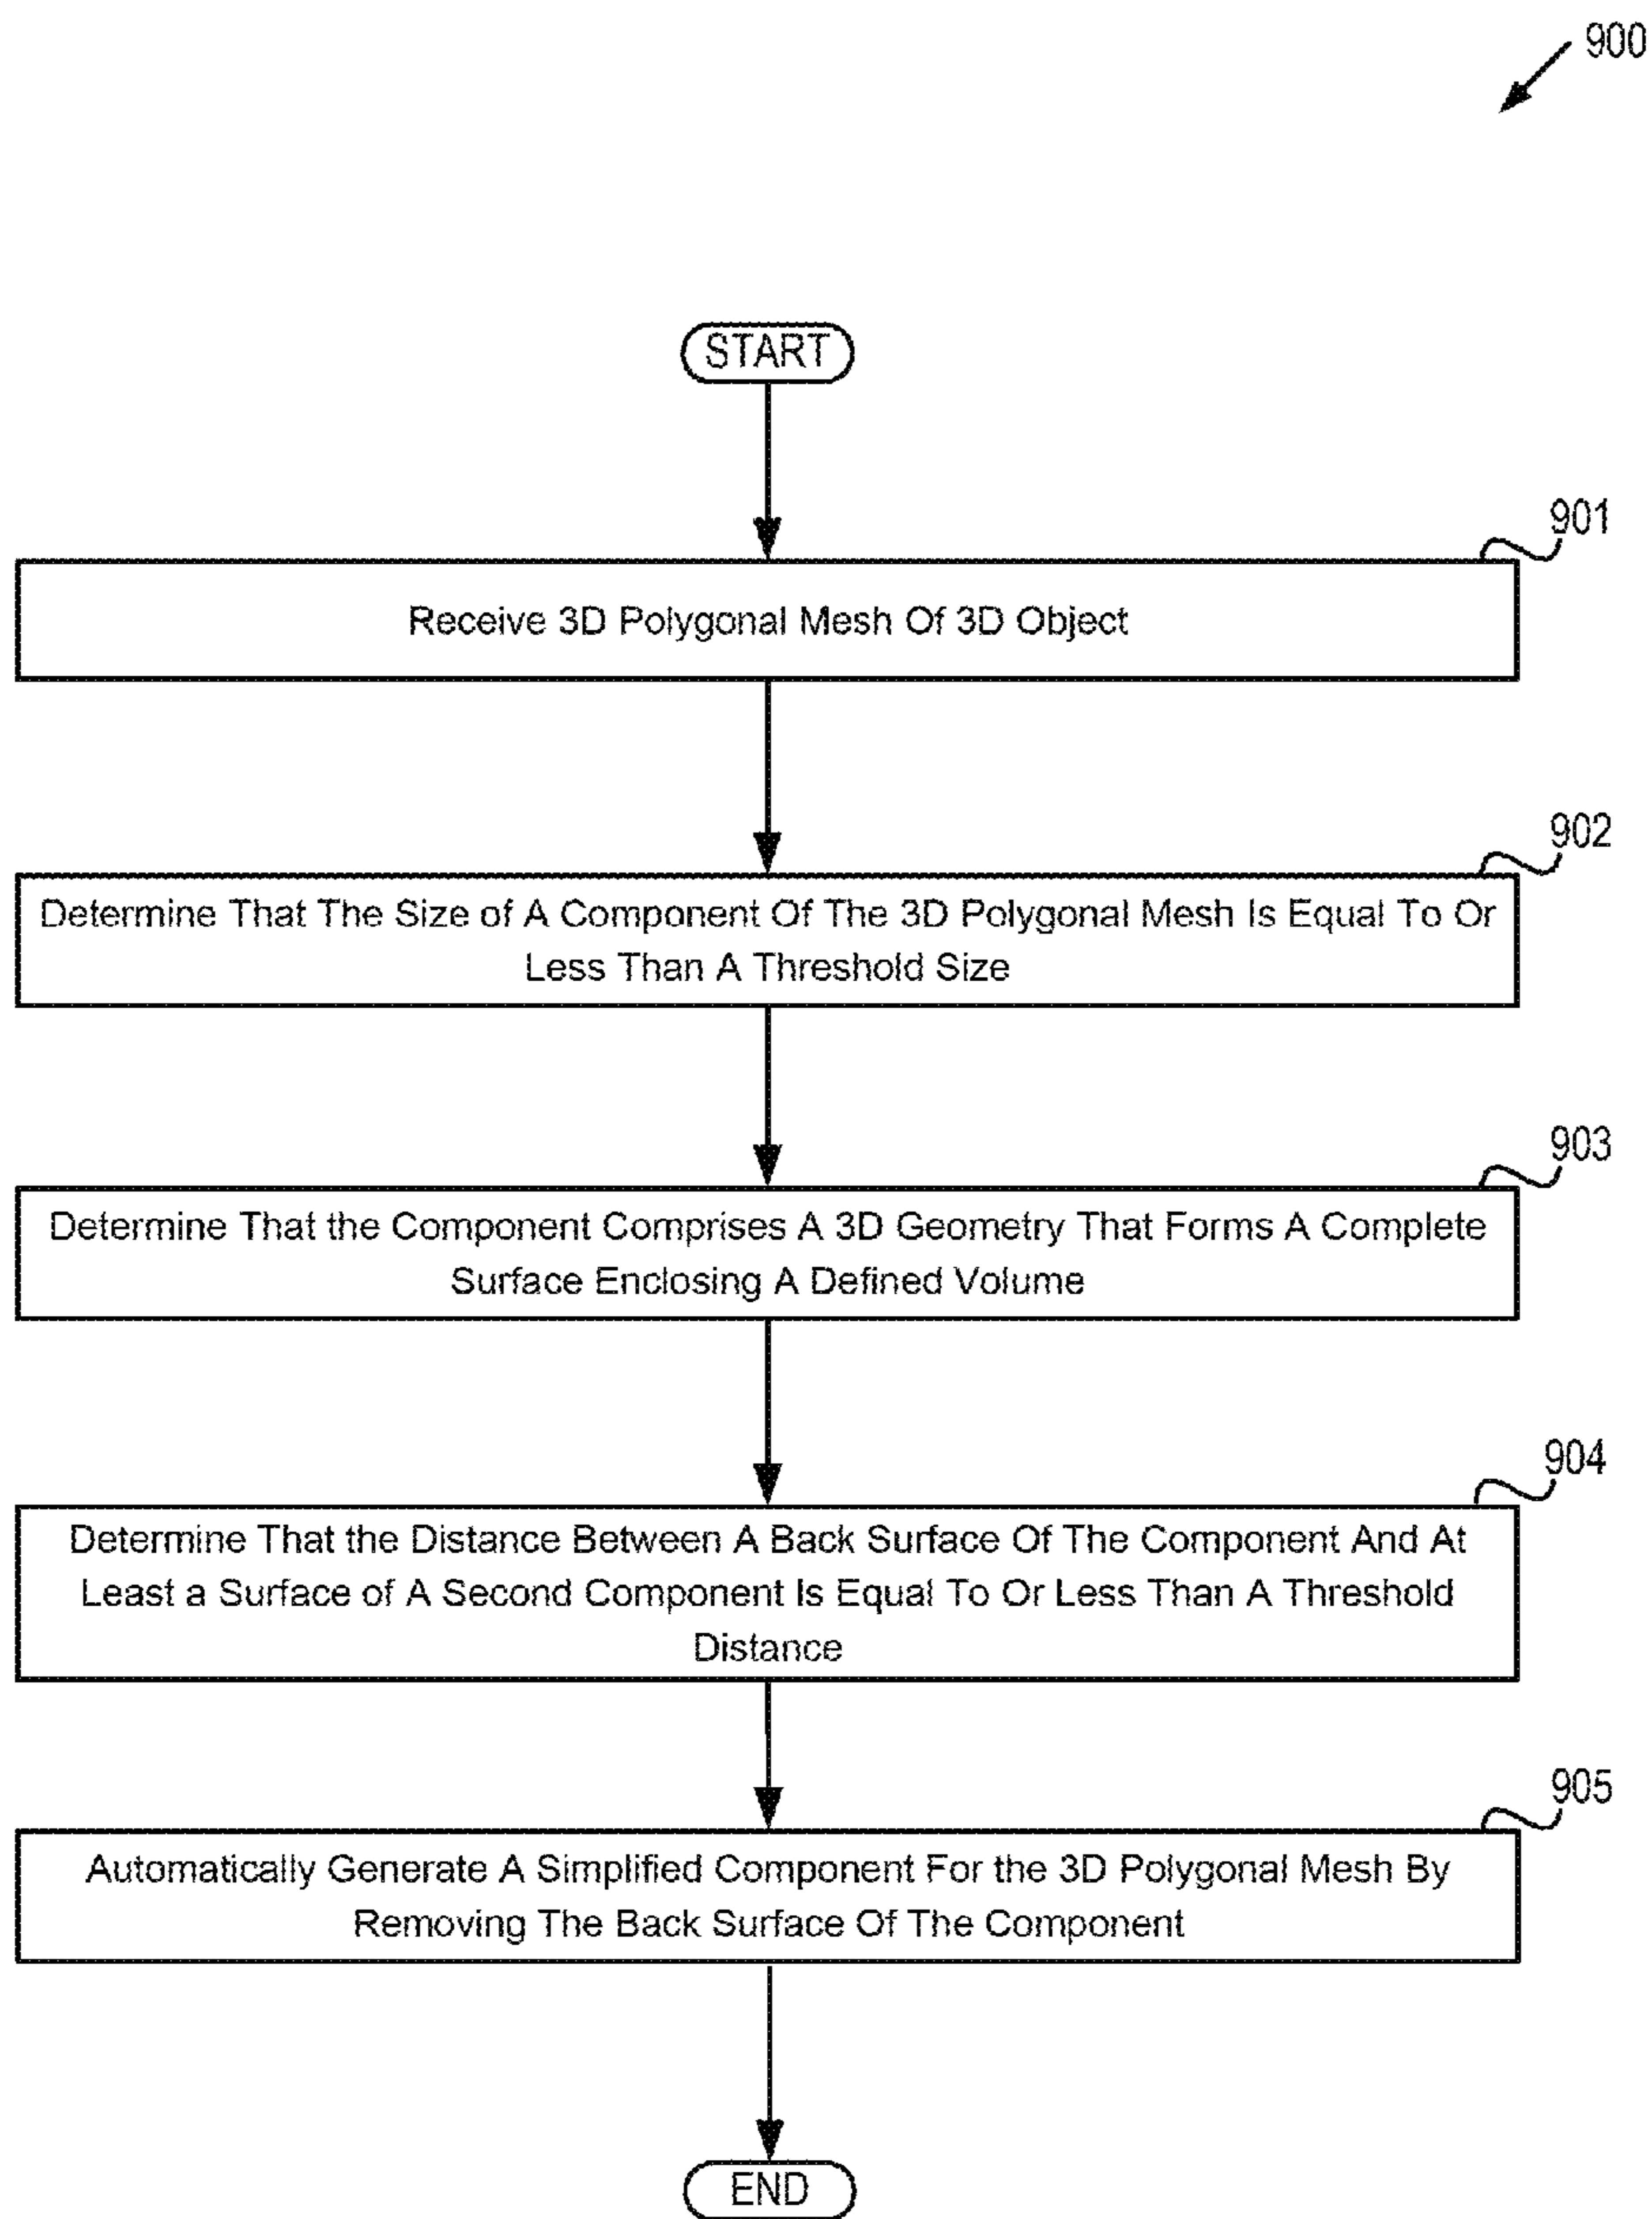 900
START
901
Receive 3D Polygonal Mesh Of 3D Object
902
Determine That The Size of A Component Of The 3D Polygonal Mesh Is Equal To Or
Less Than A Threshold Size
903
Determine That the Component Comprises A 3D Geometry That Forms A Complete
Surface Enclosing A Defined Volume
904
Determine That the Distance Between A Back Surface Of The Component And At
Least a Surface of A Second Component Is Equal To Or Less Than A Threshold
Distance
905
Automatically Generate A Simplified Component For the 3D Polygonal Mesh By
Removing The Back Surface Of The Component
END